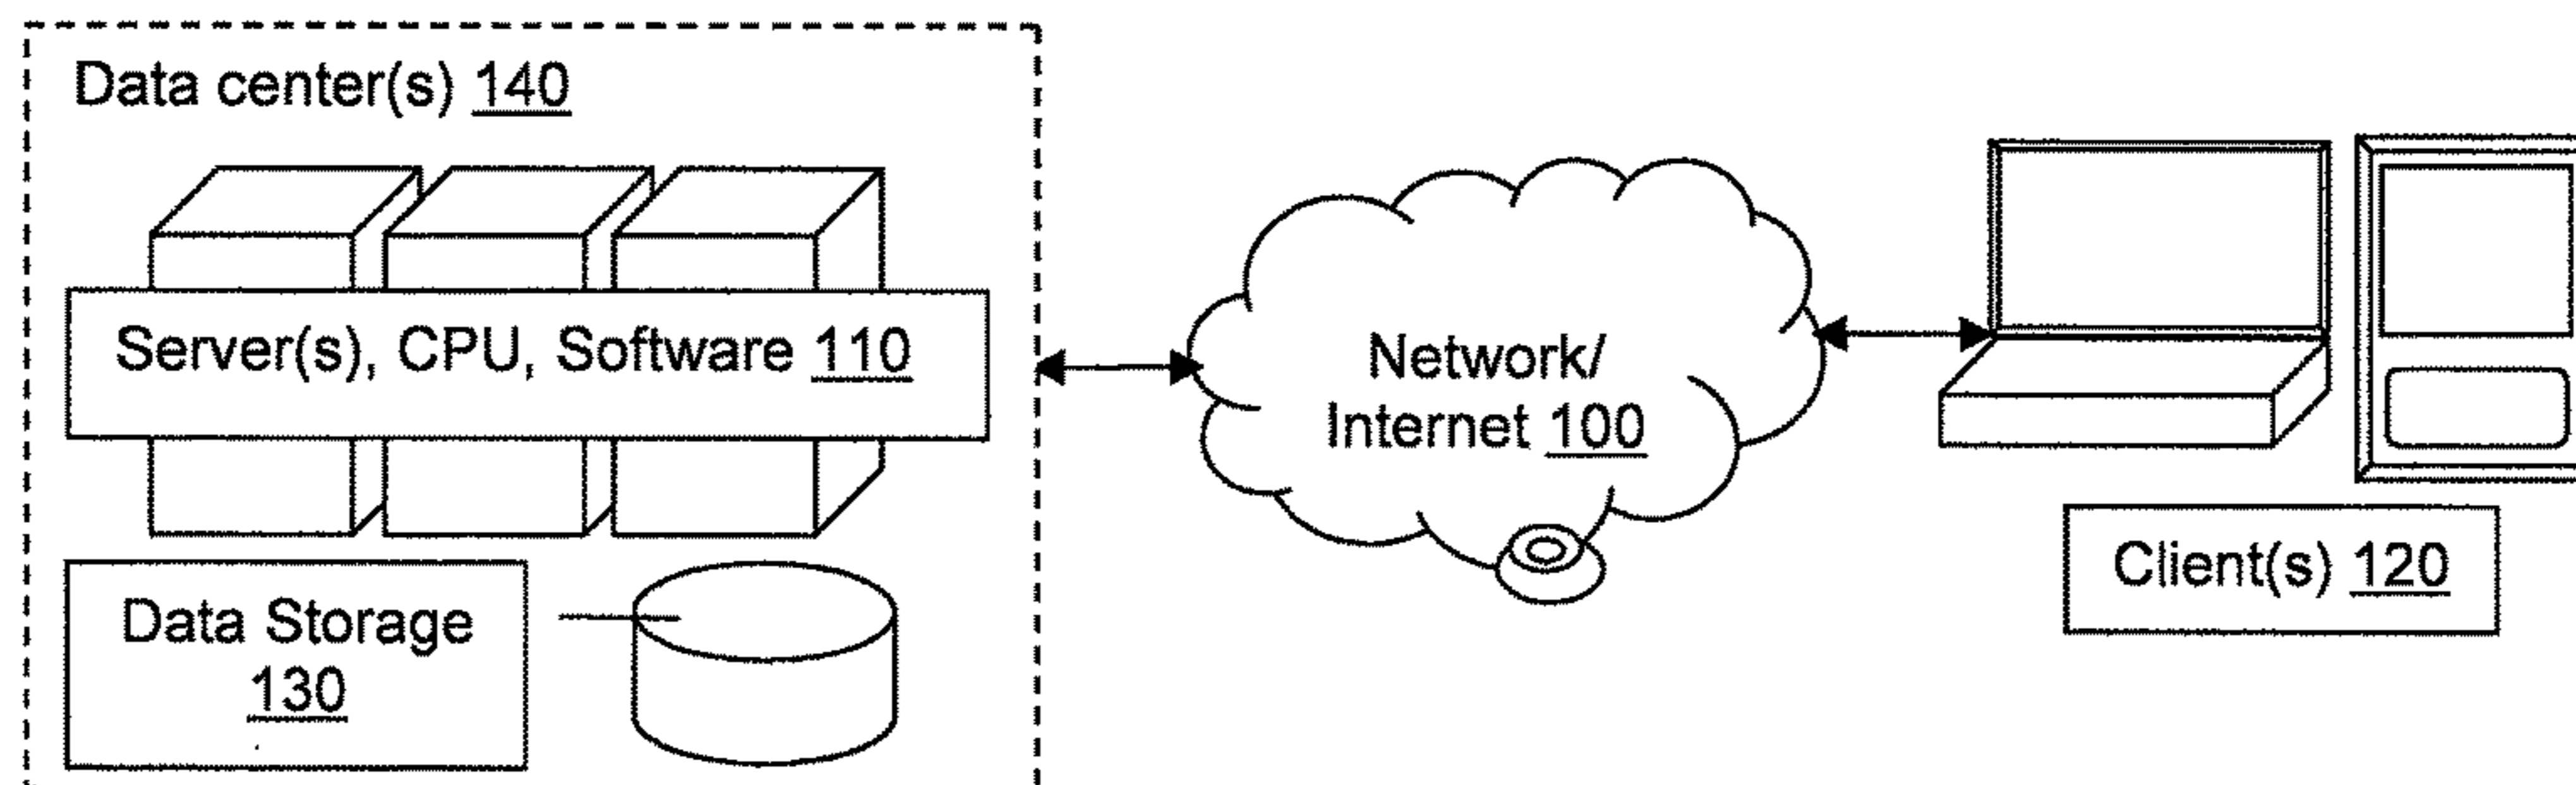 Data center(s) 140
Server(s), CPU, Software 110
Data Storage
130
Network/
Internet 100
Client(s) 120